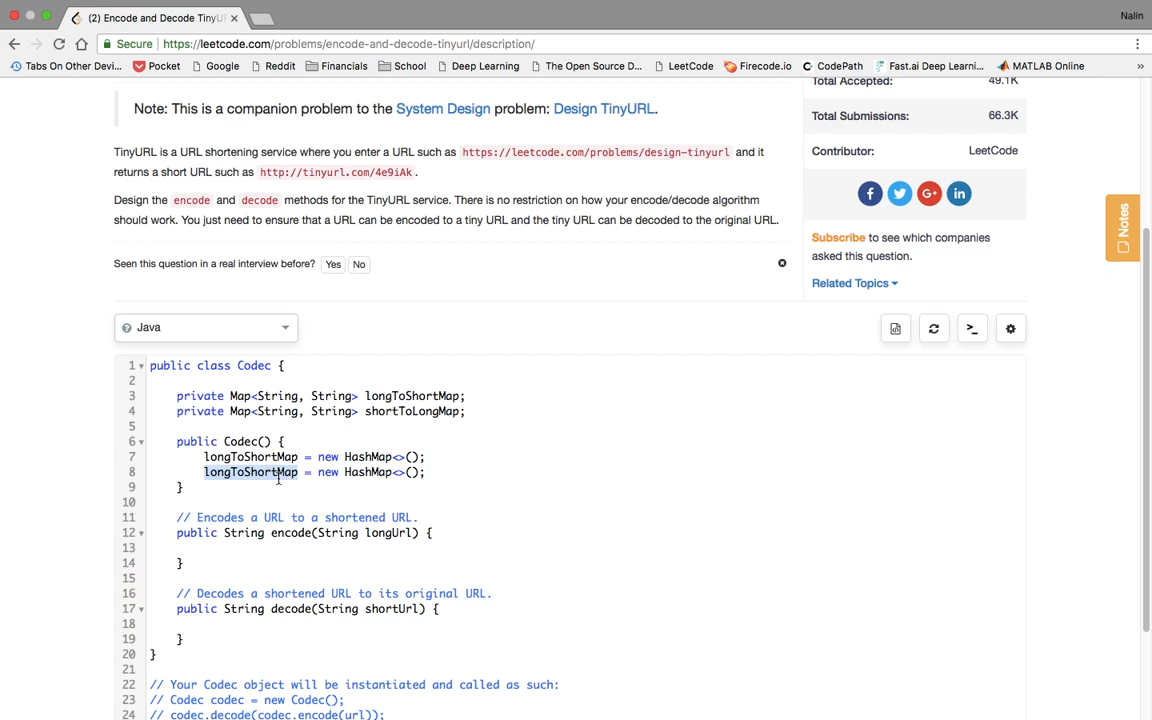 (2) Encode and Decode TinyU
Nalin
Secure
https://leetcode.com/problems/encode-and-decode-tinyurl/description/
Tabs On Other Devi... Pocket Google Reddit Financials School Deep Learning The Open Source D... LeetCode Firecode.io CodePath Fast.ai Deep Learni... MATLAB Online »
Total Accepted: 49.1K
Note: This is a companion problem to the System Design problem: Design TinyURL.
Total Submissions: 66.3K
TinyURL is a URL shortening service where you enter a URL such as https://leetcode.com/problems/design-tinyurl and it
returns a short URL such as http://tinyurl.com/4e9iAk.
Contributor: LeetCode
Design the encode and decode methods for the TinyURL service. There is no restriction on how your encode/decode algorithm
should work. You just need to ensure that a URL can be encoded to a tiny URL and the tiny URL can be decoded to the original URL.
Notes
Subscribe to see which companies
asked this question.
Seen this question in a real interview before? Yes No
Related Topics
Java
1 public class Codec {
2
3 private Map<String, String> longToShortMap;
4 private Map<String, String> shortToLongMap;
5
6 public Codec() {
7 longToShortMap = new HashMap<>();
8 longToShortMap = new HashMap<>();
9 }
10
11 // Encodes a URL to a shortened URL.
12 public String encode(String longUrl) {
13
14 }
15
16 // Decodes a shortened URL to its original URL.
17 public String decode(String shortUrl) {
18
19 }
20 }
21
22 // Your Codec object will be instantiated and called as such:
23 // Codec codec = new Codec();
24 // codec.decode(codec.encode(url));